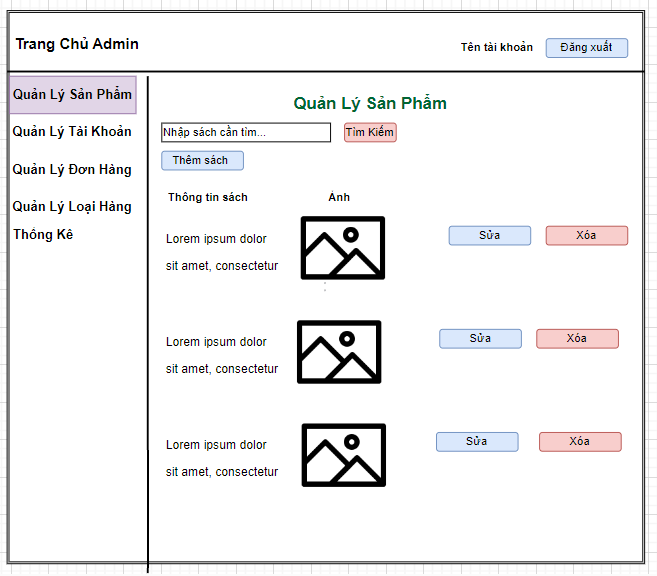 Trang Chủ Admin
Tên tài khoản
Đăng xuất
Quản Lý Sản Phẩm
Quản Lý Tài Khoản
Quản Lý Đơn Hàng
Quản Lý Loại Hàng
Thống Kê
Quản Lý Sản Phẩm
Nhập sách cần tìm...
Tìm Kiếm
Thêm sách
Thông tin sách
Ảnh
Lorem ipsum dolor
sit amet, consectetur
Sửa
Xóa
Lorem ipsum dolor
sit amet, consectetur
Sửa
Xóa
Lorem ipsum dolor
sit amet, consectetur
Sửa
Xóa